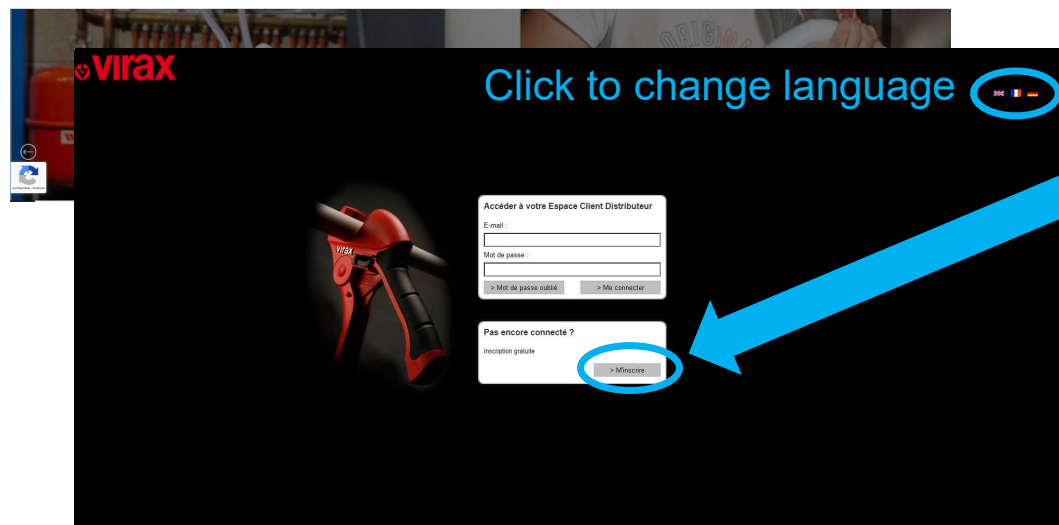 ORIGINAL
virax
Click to change language
Accéder à votre Espace Client Distributeur
E-mail :
Mot de passe :
> Mot de passe oublié
> Me connecter
virax
Pas encore connecté ?
Inscription gratuite
> M'inscrire